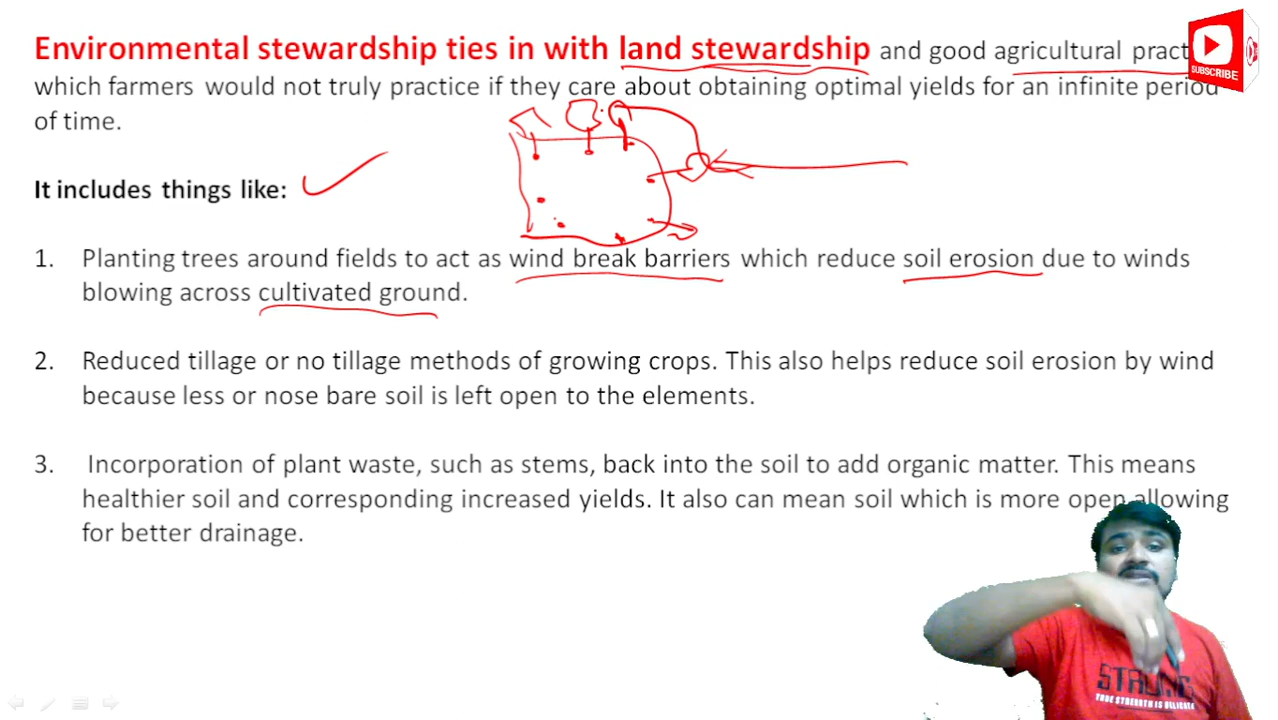 Environmental stewardship ties in with land stewardship and good agricultural pract
which farmers would not truly practice if they care about obtaining optimal yields for an infinite period
of time.
It includes things like:
1. Planting trees around fields to act as wind break barriers which reduce soil erosion due to winds
blowing across cultivated ground.
2. Reduced tillage or no tillage methods of growing crops. This also helps reduce soil erosion by wind
because less or nose bare soil is left open to the elements.
3. Incorporation of plant waste, such as stems, back into the soil to add organic matter. This means
healthier soil and corresponding increased yields. It also can mean soil which is more open allowing
for better drainage.
SUBSCRIBE
STRONG
TRUE STRENGTH IS DELICATE